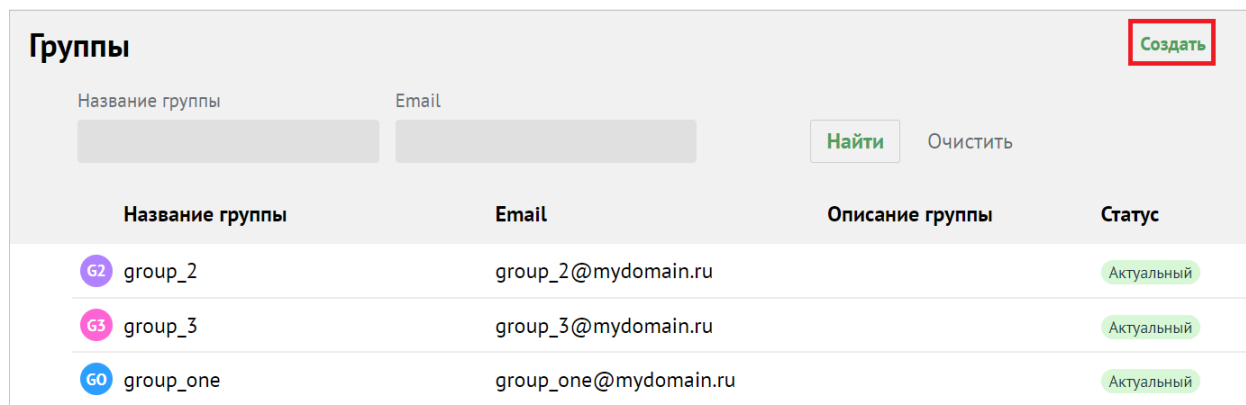 Группы
Создать
Название группы Email
Найти Очистить
Название группы Email Описание группы Статус
G2 group_2 group_2@mydomain.ru Актуальный
G3 group_3 group_3@mydomain.ru Актуальный
GO group_one group_one@mydomain.ru Актуальный